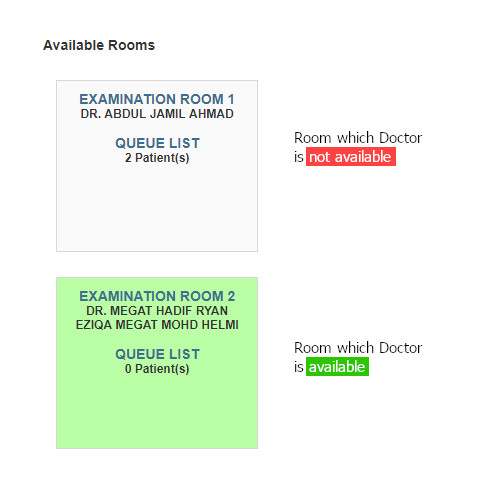 Available Rooms
EXAMINATION ROOM 1
DR. ABDUL JAMIL AHMAD
QUEUE LIST
2 Patient(s)
Room which Doctor
is not available
EXAMINATION ROOM 2
DR. MEGAT HADIF RYAN
EZIQA MEGAT MOHD HELMI
QUEUE LIST
0 Patient(s)
Room which Doctor
is available